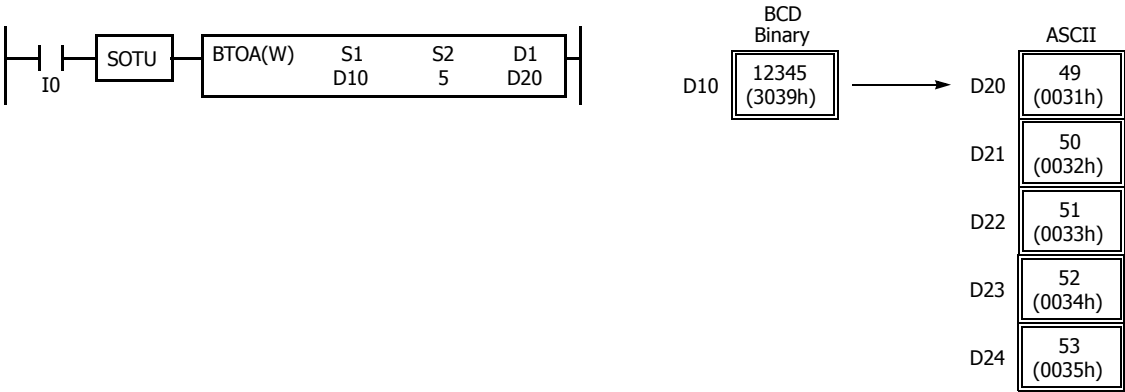 SOTU
BTOA(W) S1 S2 D1
I0 D10 5 D20
BCD
Binary
D10
12345
(3039h)
ASCII
D20
49
(0031h)
D21
50
(0032h)
D22
51
(0033h)
D23
52
(0034h)
D24
53
(0035h)